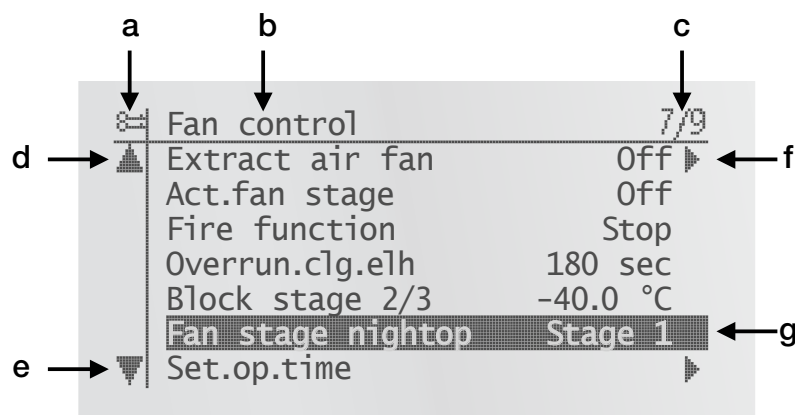 a b c
Fan control 7/9
d Extract air fan Off f
Act.fan stage Off
Fire function Stop
Overrun.clg.elh 180 sec
Block stage 2/3 -40.0 °C
Fan stage nightop Stage 1 g
e Set.op.time